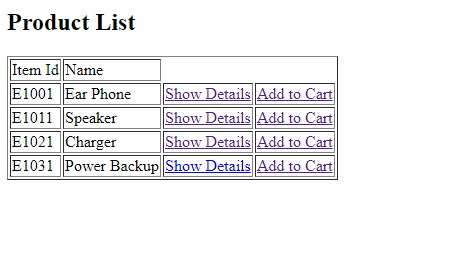 Product List
Item Id Name
E1001 Ear Phone Show Details Add to Cart
E1011 Speaker Show Details Add to Cart
E1021 Charger Show Details Add to Cart
E1031 Power Backup Show Details Add to Cart